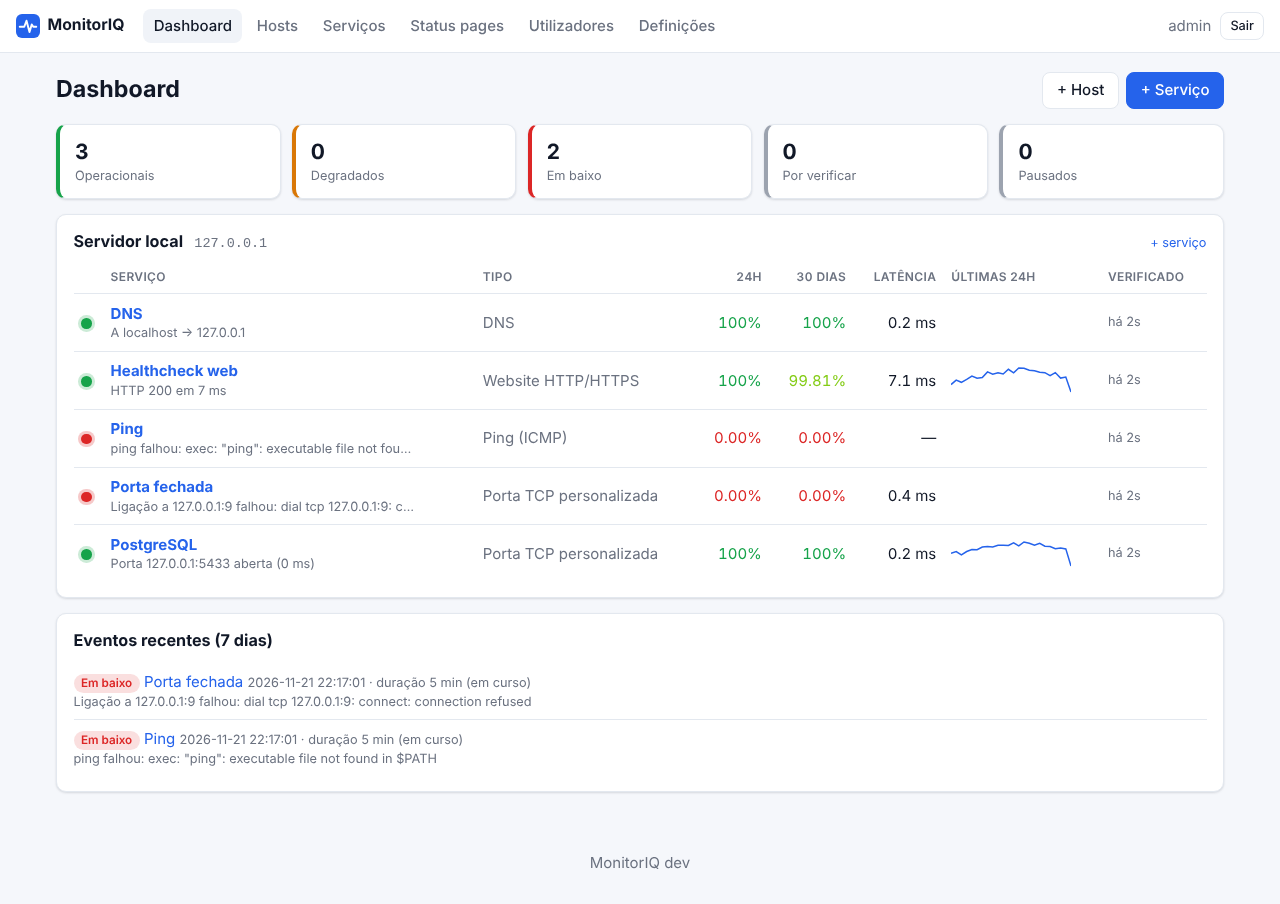 MonitorIQ Dashboard Hosts Serviços Status pages Utilizadores Definições admin Sair
Dashboard + Host + Serviço
3 0 2 0 0
Operacionais Degradados Em baixo Por verificar Pausados
Servidor local 127.0.0.1 + serviço
SERVIÇO TIPO 24H 30 DIAS LATÊNCIA ÚLTIMAS 24H VERIFICADO
DNS
A localhost → 127.0.0.1 DNS 100% 100% 0.2 ms há 2s
Healthcheck web
HTTP 200 em 7 ms Website HTTP/HTTPS 100% 99.81% 7.1 ms há 2s
Ping
ping falhou: exec: "ping": executable file not fou... Ping (ICMP) 0.00% 0.00% — há 2s
Porta fechada
Ligação a 127.0.0.1:9 falhou: dial tcp 127.0.0.1:9: c... Porta TCP personalizada 0.00% 0.00% 0.4 ms há 2s
PostgreSQL
Porta 127.0.0.1:5433 aberta (0 ms) Porta TCP personalizada 100% 100% 0.2 ms há 2s
Eventos recentes (7 dias)
Em baixo Porta fechada 2026-11-21 22:17:01 · duração 5 min (em curso)
Ligação a 127.0.0.1:9 falhou: dial tcp 127.0.0.1:9: connect: connection refused
Em baixo Ping 2026-11-21 22:17:01 · duração 5 min (em curso)
ping falhou: exec: "ping": executable file not found in $PATH
MonitorIQ dev